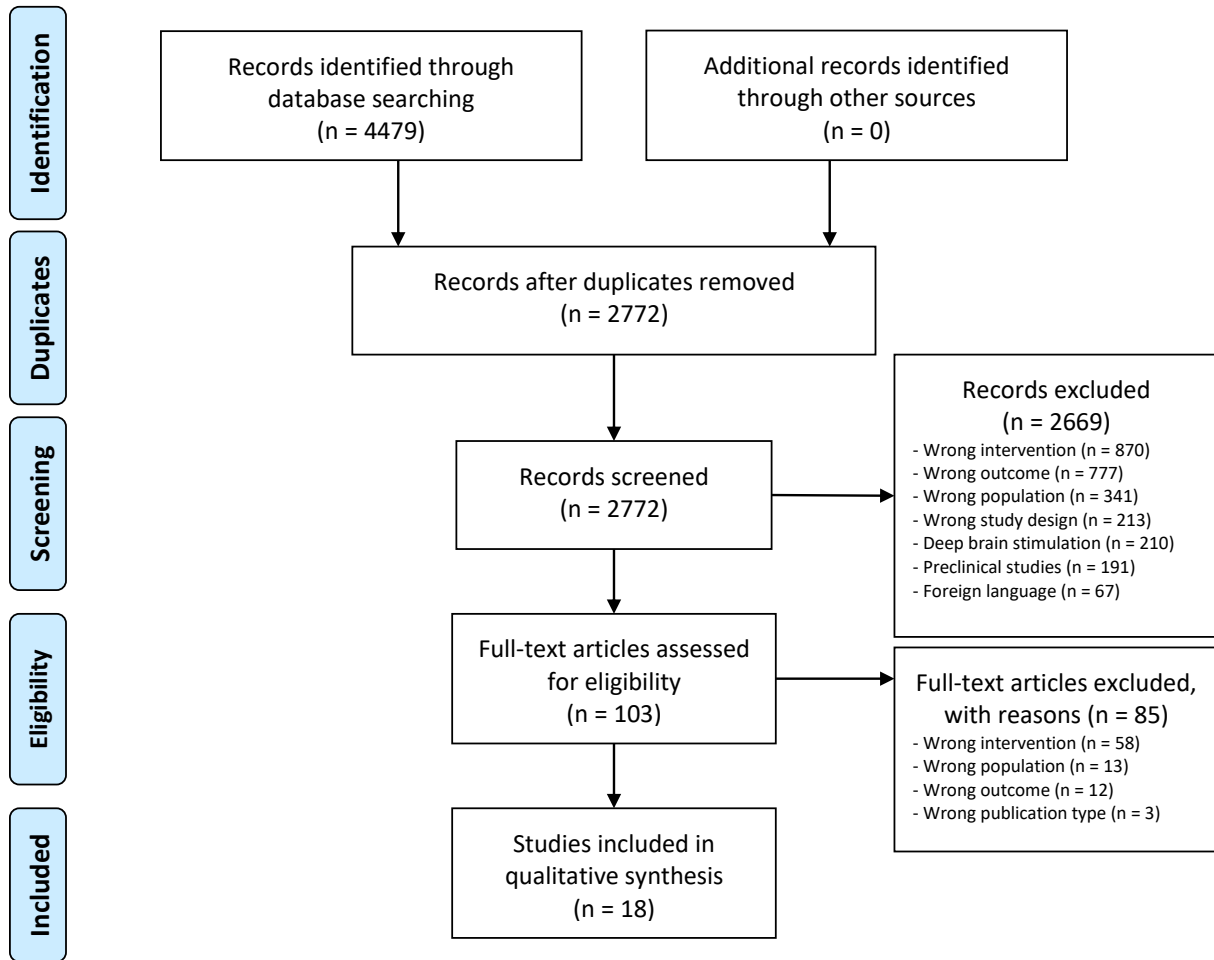 Identification
Records identified through
database searching
(n = 4479)
Additional records identified
through other sources
(n = 0)
Duplicates
Records after duplicates removed
(n = 2772)
Screening
Records screened
(n = 2772)
Records excluded
(n = 2669)
- Wrong intervention (n = 870)
- Wrong outcome (n = 777)
- Wrong population (n = 341)
- Wrong study design (n = 213)
- Deep brain stimulation (n = 210)
- Preclinical studies (n = 191)
- Foreign language (n = 67)
Eligibility
Full-text articles assessed
for eligibility
(n = 103)
Full-text articles excluded,
with reasons (n = 85)
- Wrong intervention (n = 58)
- Wrong population (n = 13)
- Wrong outcome (n = 12)
- Wrong publication type (n = 3)
Included
Studies included in
qualitative synthesis
(n = 18)